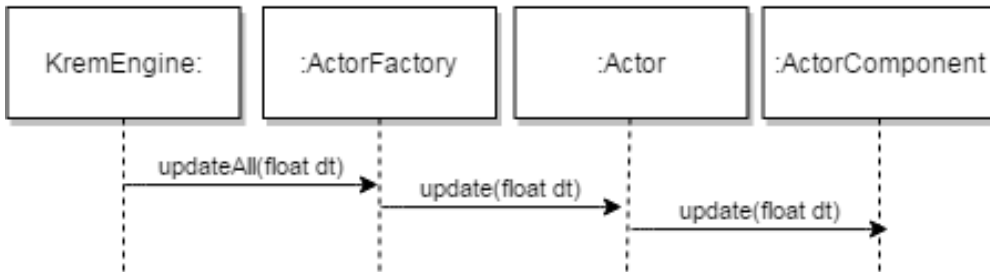 KremEngine:
:ActorFactory
:Actor
:ActorComponent
updateAll(float dt)
update(float dt)
update(float dt)